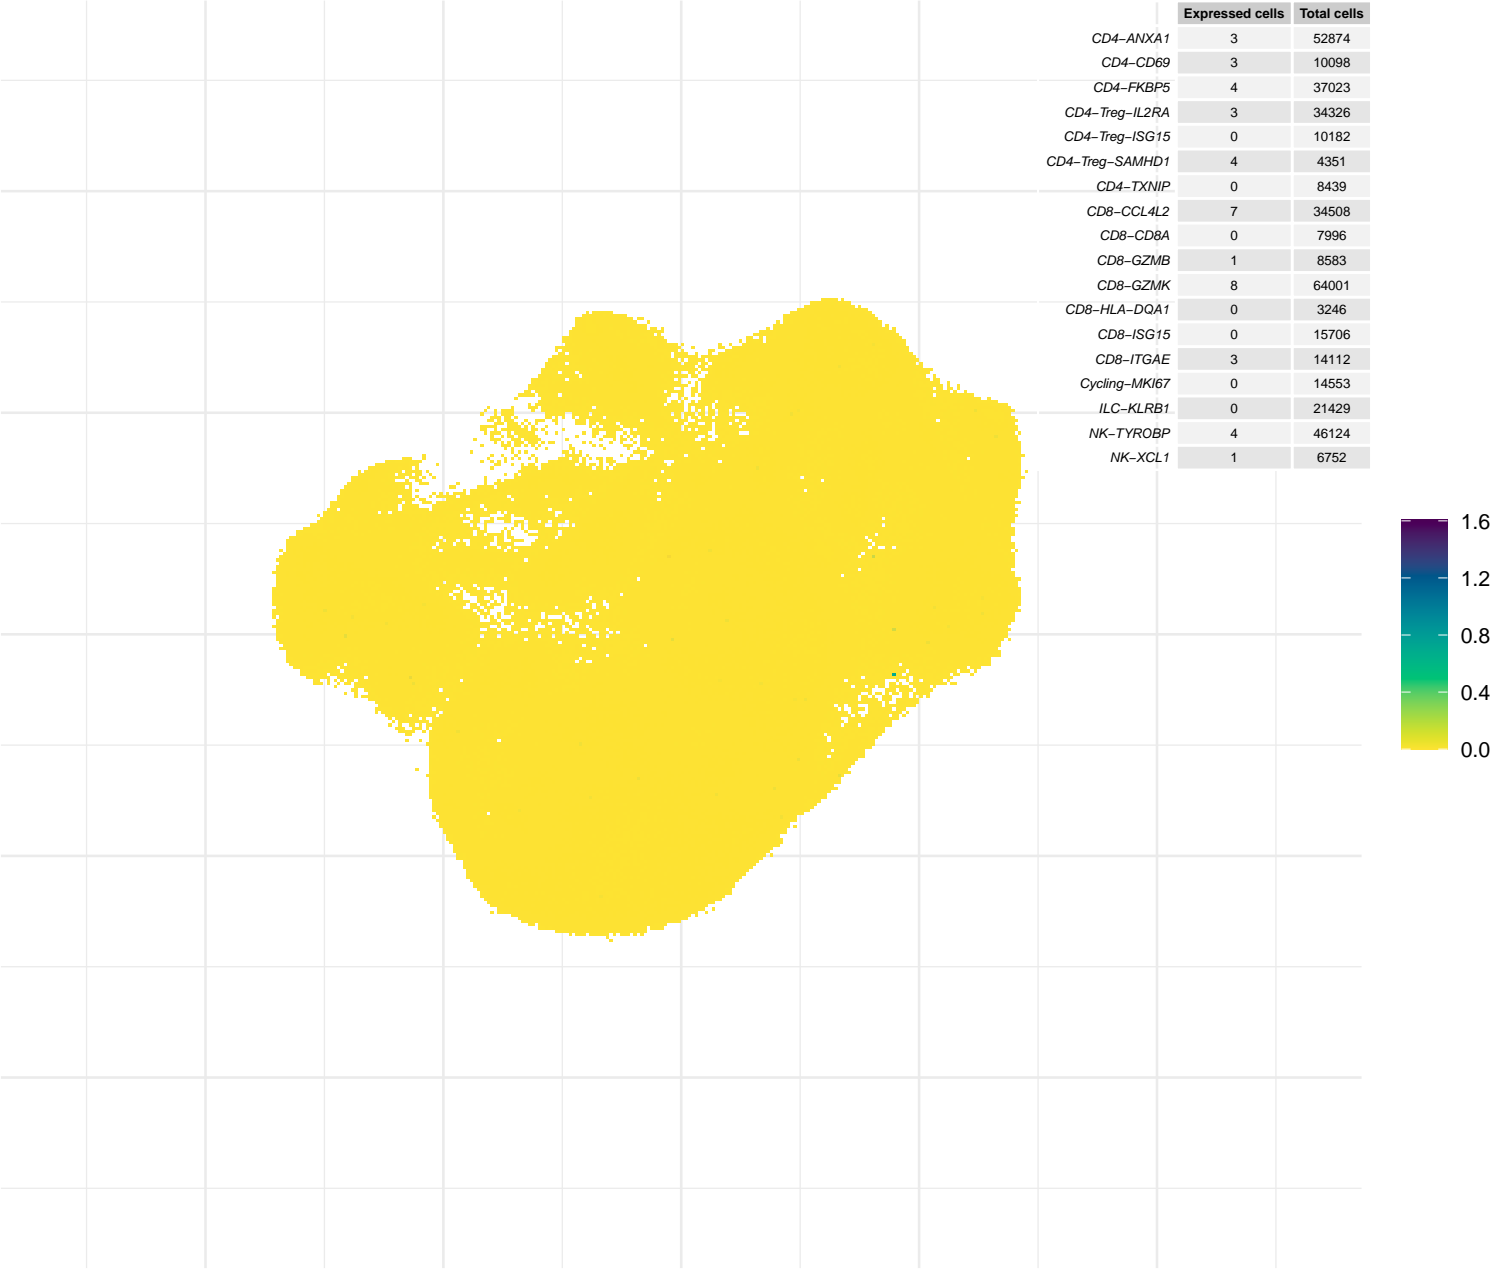 Expressed cells Total cells
CD4−ANXA1 3 52874
CD4−CD69 3 10098
CD4−FKBP5 4 37023
CD4−Treg−IL2RA 3 34326
CD4−Treg−ISG15 0 10182
CD4−Treg−SAMHD1 4 4351
CD4−TXNIP 0 8439
CD8−CCL4L2 7 34508
CD8−CD8A 0 7996
CD8−GZMB 1 8583
CD8−GZMK 8 64001
CD8−HLA−DQA1 0 3246
CD8−ISG15 0 15706
CD8−ITGAE 3 14112
Cycling−MKI67 0 14553
ILC−KLRB1 0 21429
NK−TYROBP 4 46124
NK−XCL1 1 6752
1.6
1.2
0.8
0.4
0.0